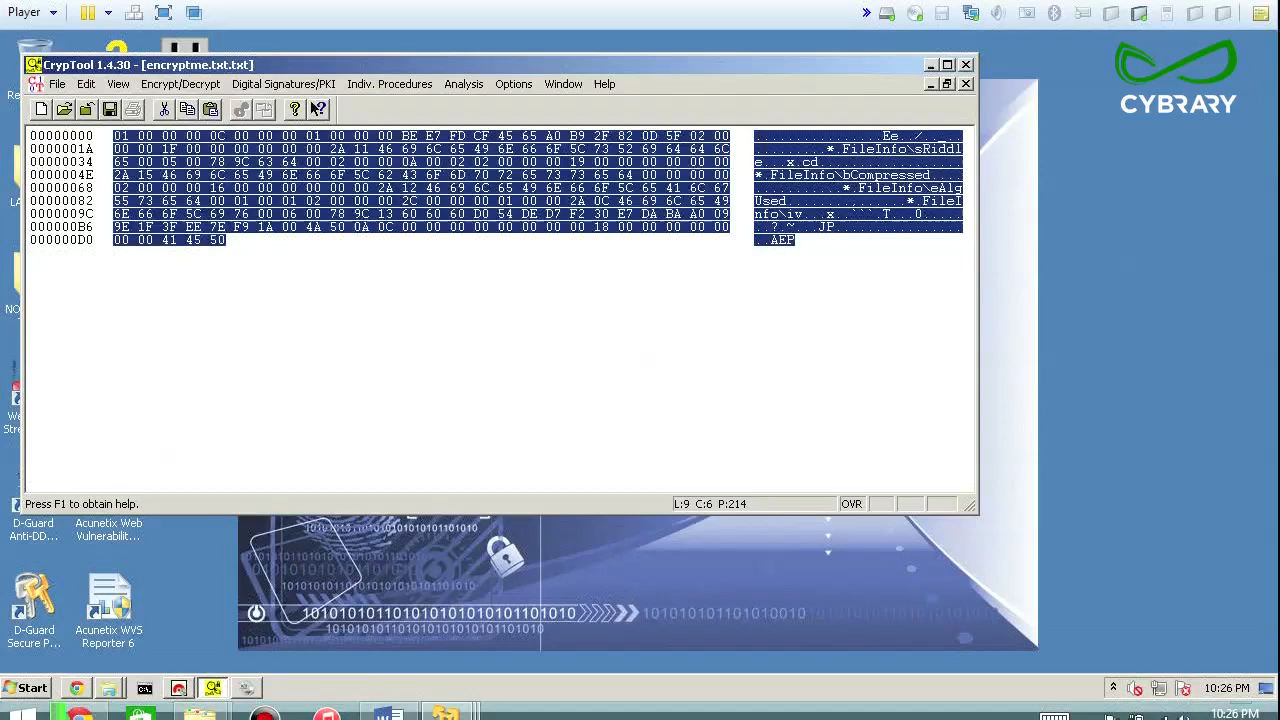 Player
CrypTool 1.4.30 - [encryptme.txt.txt]
File Edit View Encrypt/Decrypt Digital Signatures/PKI Indiv. Procedures Analysis Options Window Help
CYBRARY
00000000 01 00 00 00 0C 00 00 00 01 00 00 00 BE E7 FD CF 45 65 A0 B9 2F 82 0D 5F 02 00 ................Ee../.._..
0000001A 00 00 1F 00 00 00 00 00 2A 11 46 69 6C 65 49 6E 66 6F 5C 73 52 69 64 64 6C ........*.FileInfo\sRiddl
00000034 65 00 05 00 78 9C 63 64 00 02 00 0A 00 02 02 00 00 00 19 00 00 00 00 00 e...x.cd
0000004E 2A 15 46 69 6C 65 49 6E 66 6F 5C 62 43 6F 6D 70 72 65 73 73 65 64 00 00 00 00 *.FileInfo\bCompressed....
00000068 02 00 00 00 16 00 00 00 00 00 2A 12 46 69 6C 65 49 6E 66 6F 5C 65 41 6C 67 ..........*.FileInfo\eAlg
00000082 55 73 65 64 00 01 00 01 02 00 00 00 2C 00 00 00 00 00 2A 0C 46 69 6C 65 49 Used..............*.FileI
0000009C 6E 66 6F 5C 69 76 00 06 00 78 9C 13 60 60 60 D0 54 DE D7 F2 30 E7 DA BA A0 09 nfo\iv...x..```.T...0.....
000000B6 9E 1F 3F EE 7E F9 1A 00 4A 50 0A 0C 00 00 00 00 00 18 00 00 00 00 00 00 ..?.~...JP................
000000D0 00 00 41 45 50 ..AEP
Press F1 to obtain help. L:9 C:6 P:214 OVR
D-Guard Anti-DD...
Acunetix Web Vulnerabilit...
D-Guard Secure P...
Acunetix WVS Reporter 6
Start 10:26 PM
10:26 PM